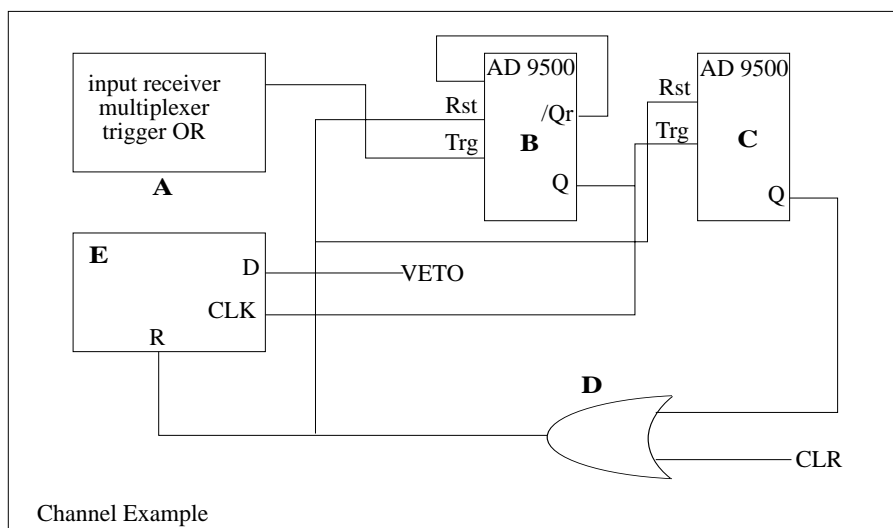 input receiver
multiplexer
trigger OR
A
AD 9500
Rst
/Qr
Trg
B
Q
AD 9500
Rst
Trg
C
Q
E
D
VETO
CLK
R
D
CLR
Channel Example